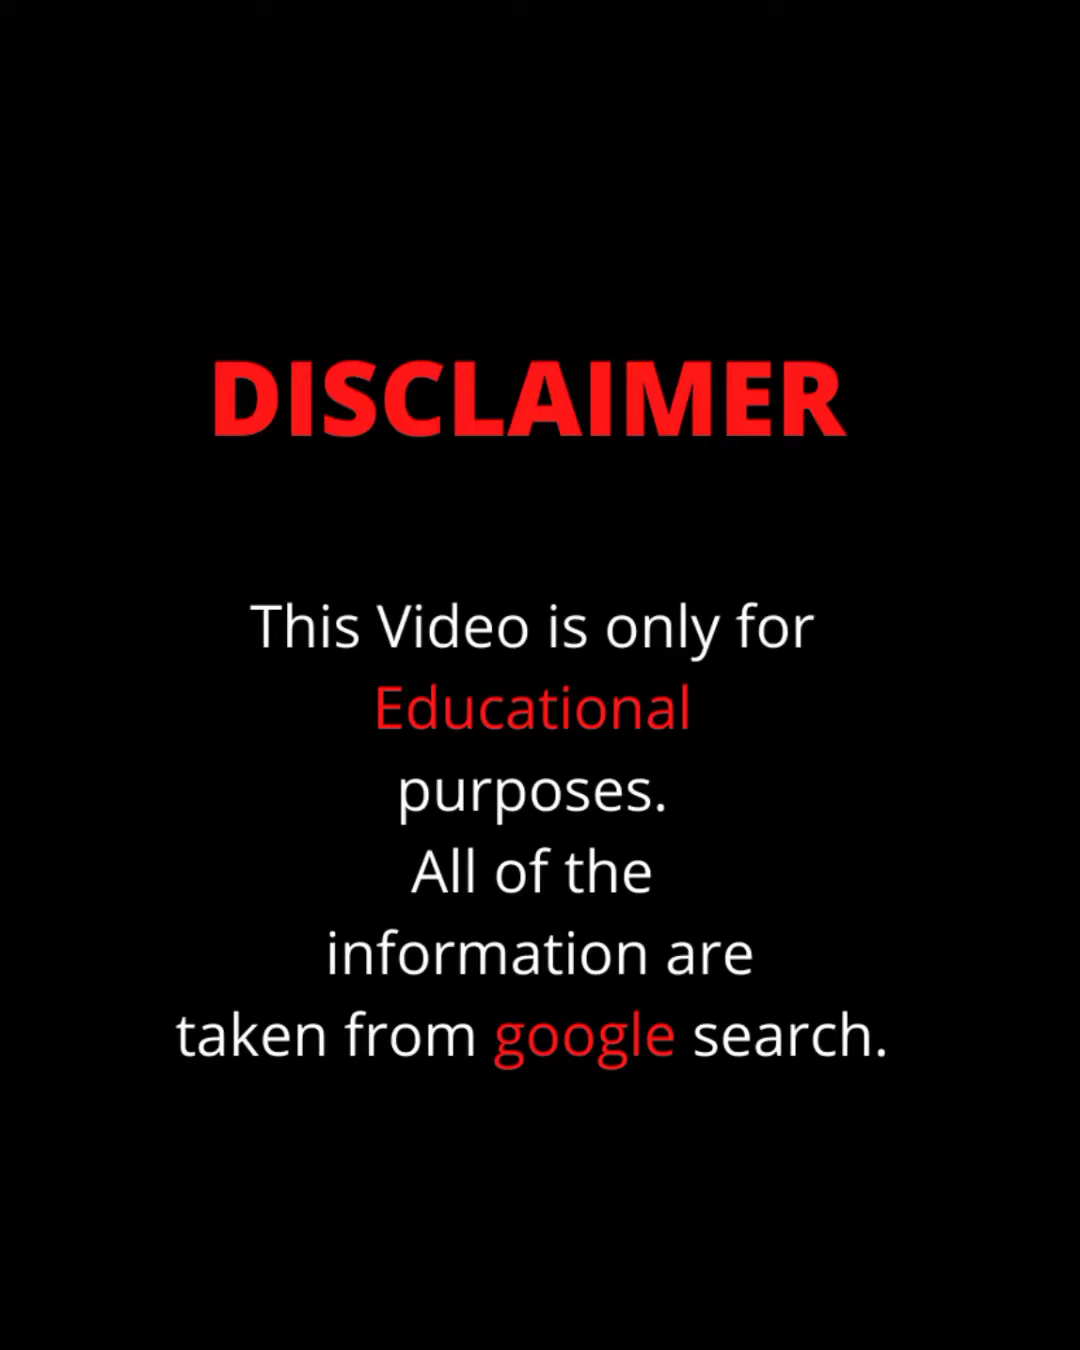 DISCLAIMER
This Video is only for
Educational
purposes.
All of the
information are
taken from google search.